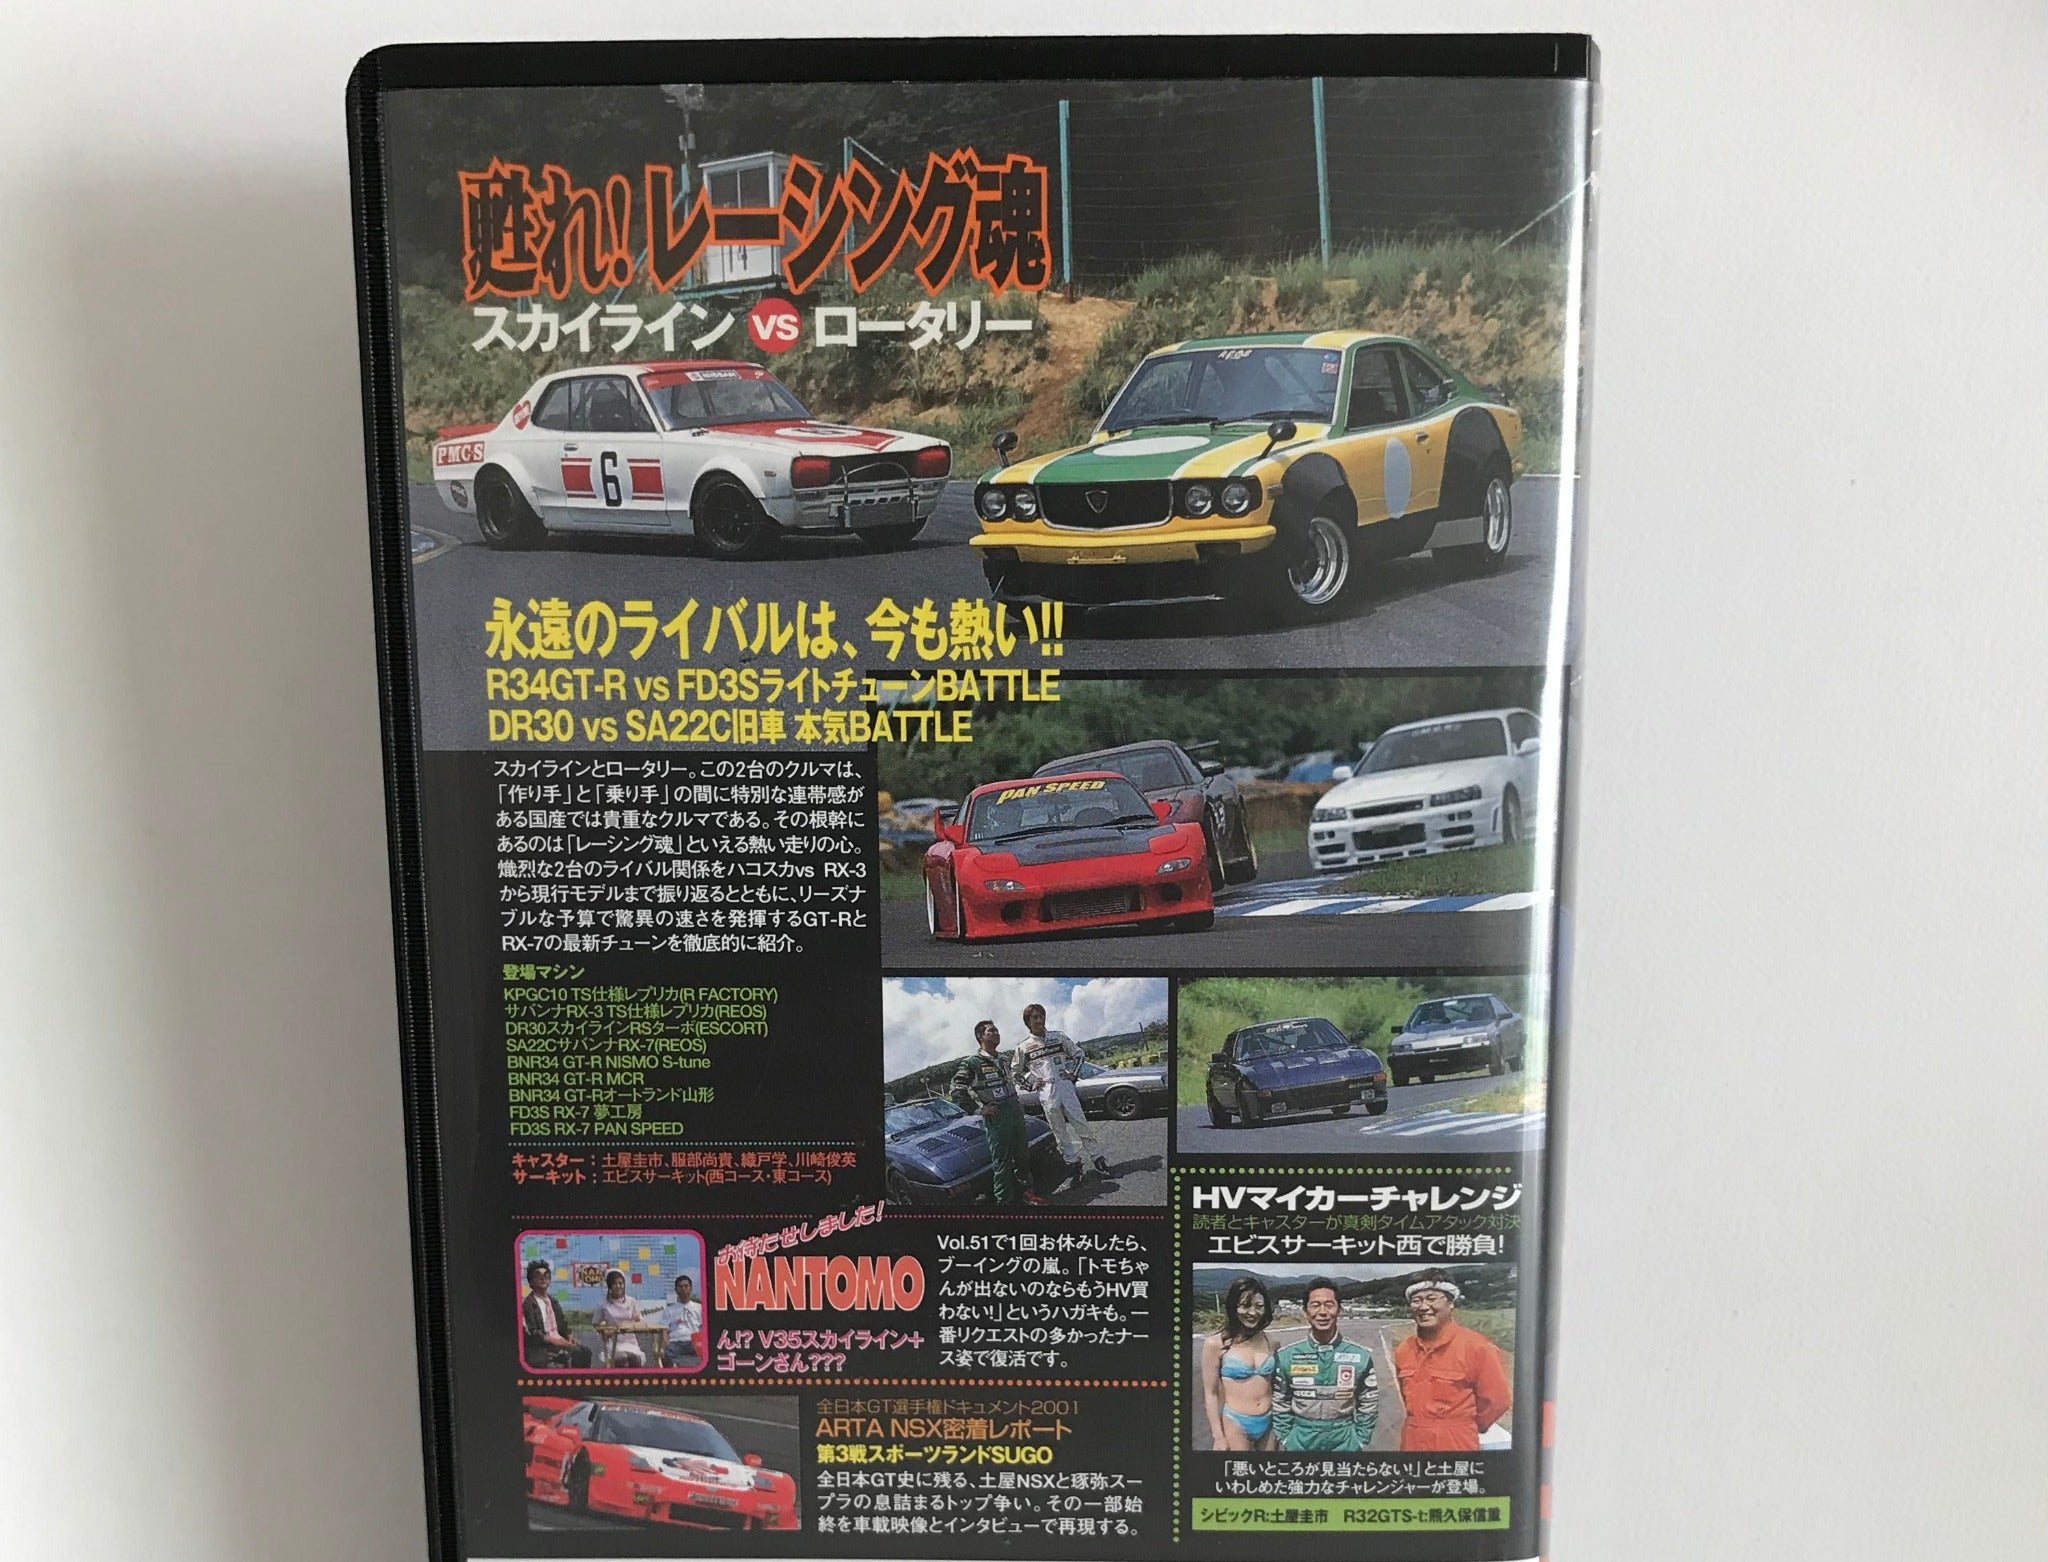 甦れ!レーシング魂
スカイライン VS ロータリー
NISSAN
PMC·S
6
永遠のライバルは、今も熱い!!
R34GT-R vs FD3SライトチューンBATTLE
DR30 vs SA22C旧車 本気BATTLE
PAN SPEED
スカイラインとロータリー。この2台のクルマは、
「作り手」と「乗り手」の間に特別な連帯感が
ある国産では貴重なクルマである。その根幹に
あるのは「レーシング魂」といえる熱い走りの心。
熾烈な2台のライバル関係をハコスカvs RX-3
から現行モデルまで振り返るとともに、リーズナ
ブルな予算で驚異の速さを発揮するGT-Rと
RX-7の最新チューンを徹底的に紹介。
登場マシン
KPGC10 TS仕様レプリカ(R FACTORY)
サバンナRX-3 TS仕様レプリカ(REOS)
DR30スカイラインRSターボ(ESCORT)
SA22CサバンナRX-7(REOS)
BNR34 GT-R NISMO S-tune
BNR34 GT-R MCR
BNR34 GT-Rオートランド山形
FD3S RX-7 夢工房
FD3S RX-7 PAN SPEED
キャスター：土屋圭市、服部尚貴、織戸学、川崎俊英
サーキット：エビスサーキット(西コース・東コース)
お待たせしました!
NANTOMO
ん!? V35スカイライン+
ゴーンさん???
Vol.51で1回お休みしたら、
ブーイングの嵐。「トモちゃ
んが出ないのならもうHV買
わない!」というハガキも。一
番リクエストの多かったナー
ス姿で復活です。
全日本GT選手権ドキュメント2001
ARTA NSX密着レポート
第3戦スポーツランドSUGO
全日本GT史に残る、土屋NSXと琢弥スー
プラの息詰まるトップ争い。その一部始
終を車載映像とインタビューで再現する。
HVマイカーチャレンジ
読者とキャスターが真剣タイムアタック対決
エビスサーキット西で勝負!
「悪いところが見当たらない!」と土屋に
いわしめた強力なチャレンジャーが登場。
シビックR:土屋圭市 R32GTS-t:熊久保信重